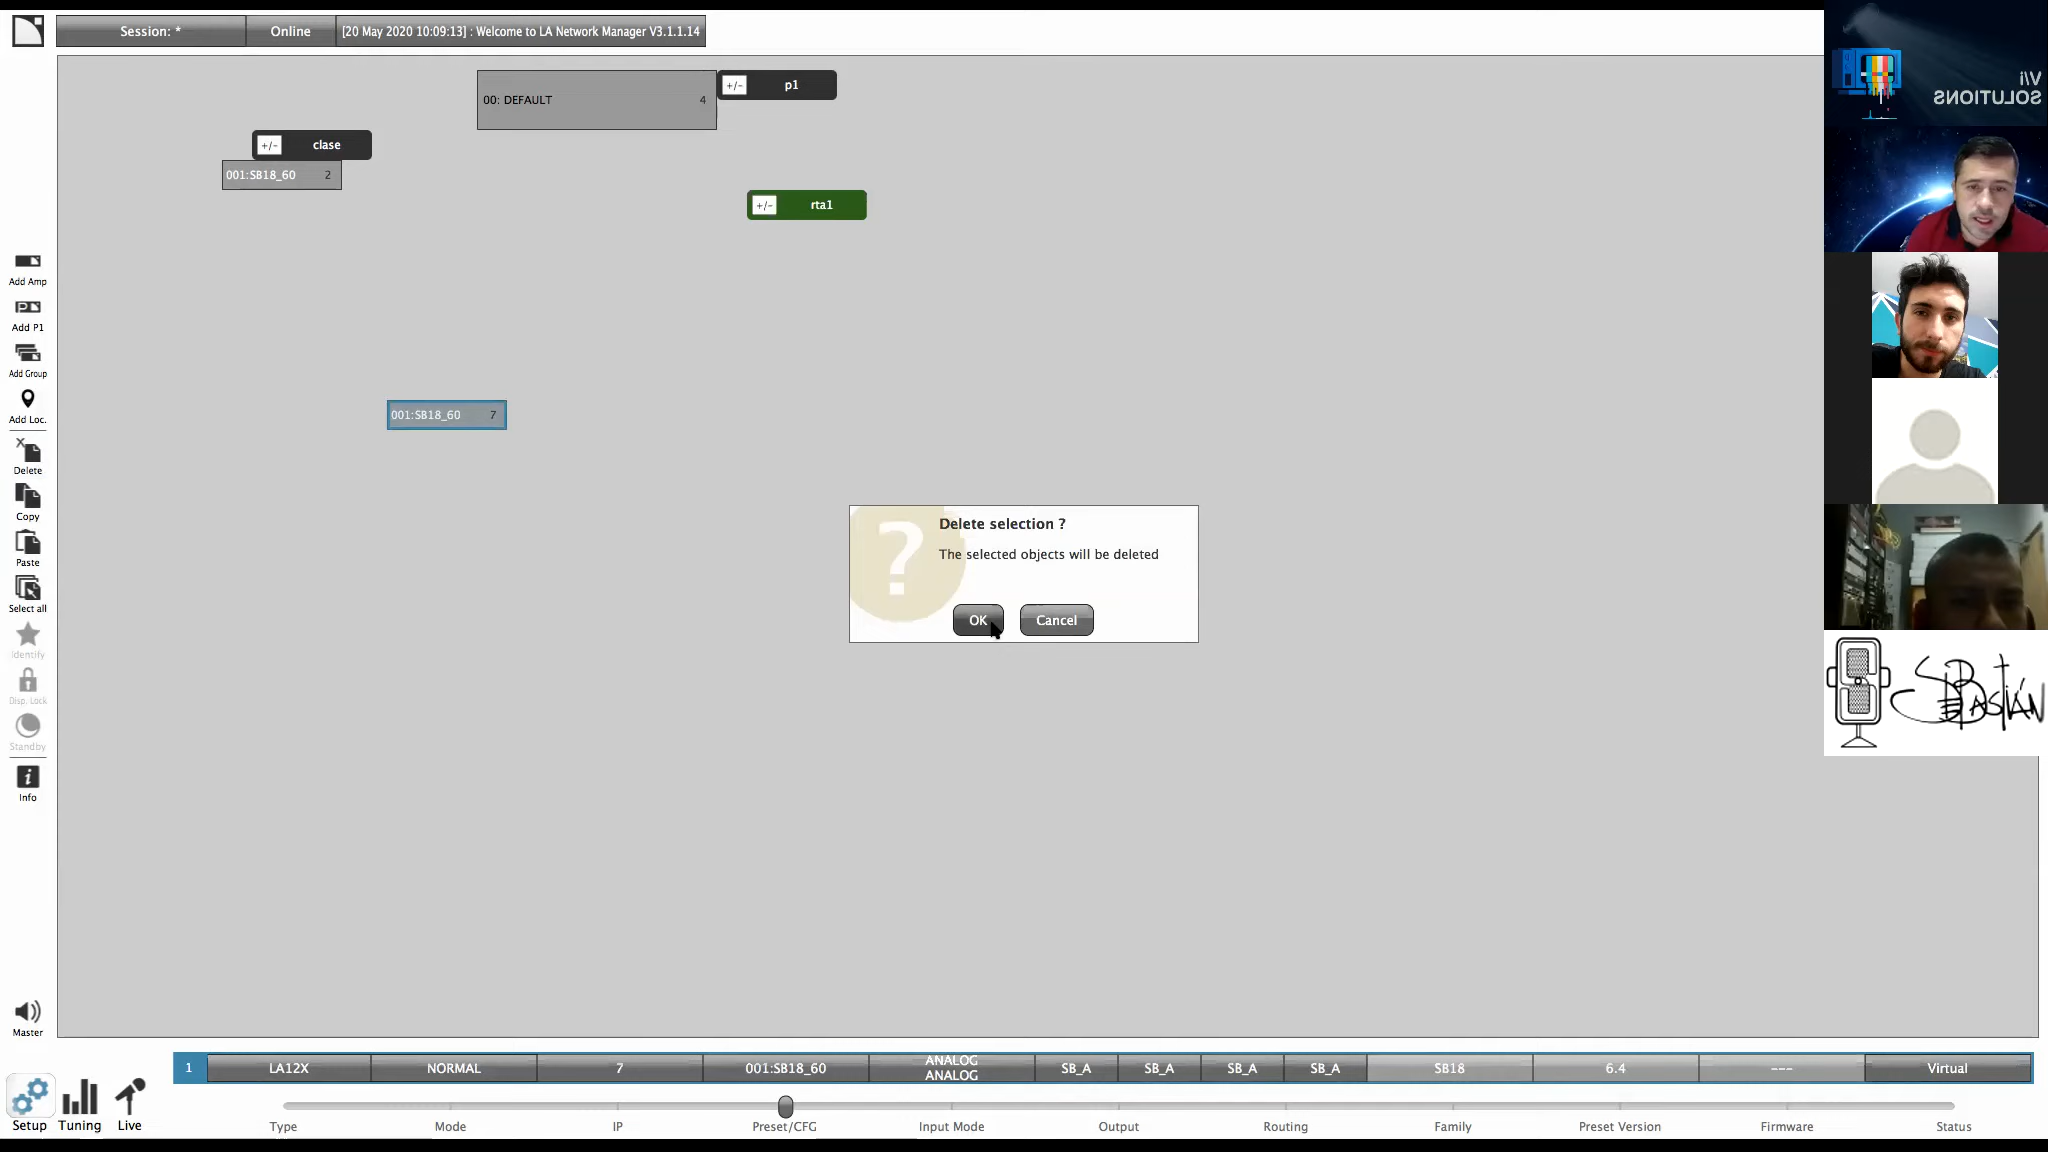 Session: *
Online
[20 May 2020 10:09:13] : Welcome to LA Network Manager V3.1.1.14
V/i
SOLUTIONS
00: DEFAULT 4
+/- p1
+/- clase
001:SB18_60 2
+/- rta1
Add Amp
Add P1
Add Group
Add Loc.
001:SB18_60 7
Delete
Copy
Paste
Select all
Identify
Disp. Lock
Standby
Info
Delete selection ?
The selected objects will be deleted
OK
Cancel
SEBASTIÁN
Master
1 LA12X NORMAL 7 001:SB18_60 ANALOG ANALOG SB_A SB_A SB_A SB_A SB18 6.4 --- Virtual
Setup
Tuning
Live
Type Mode IP Preset/CFG Input Mode Output Routing Family Preset Version Firmware Status